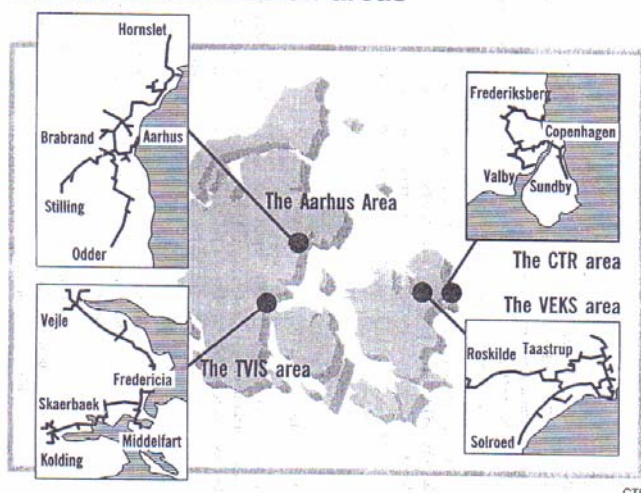 Hornslet
Brabrand
Aarhus
Stilling
Odder
The Aarhus Area
Frederiksberg
Copenhagen
Valby
Sundby
The CTR area
The VEKS area
Vejle
Fredericia
The TVIS area
Skaerbaek
Middelfart
Kolding
Roskilde
Taastrup
Solroed